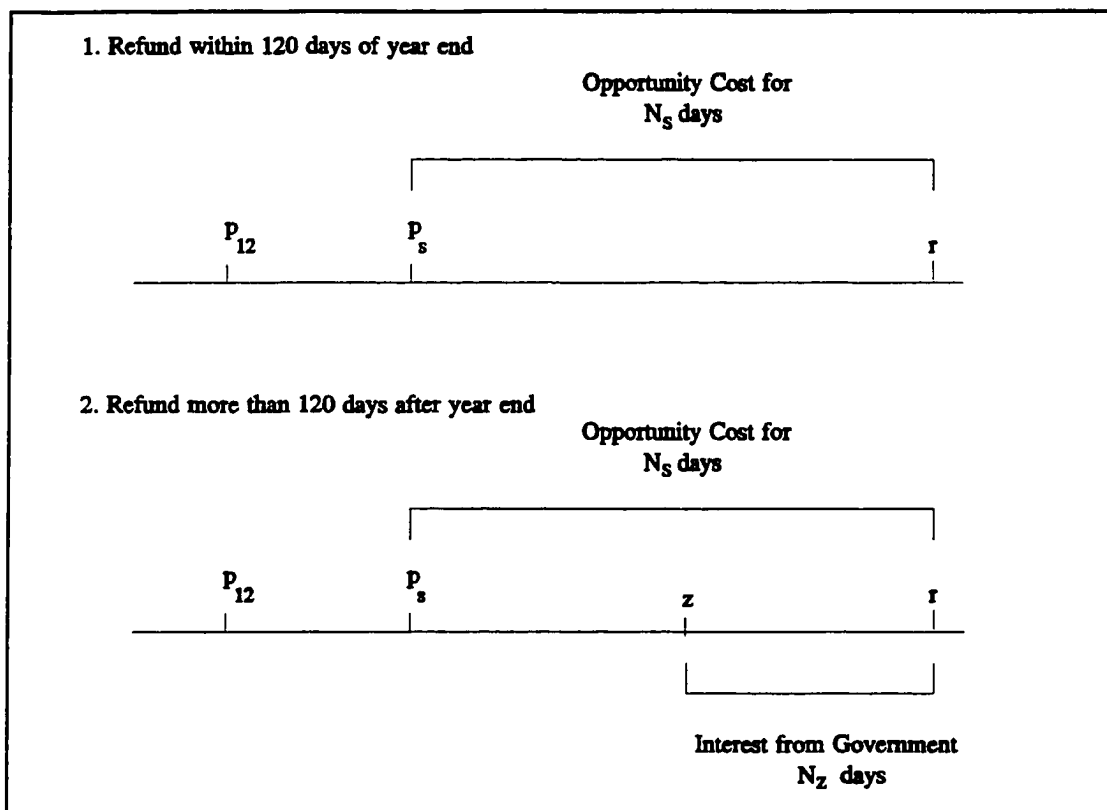 1. Refund within 120 days of year end
Opportunity Cost for
N_S days
p_12 p_s r
2. Refund more than 120 days after year end
Opportunity Cost for
N_S days
p_12 p_s z r
Interest from Government
N_Z days